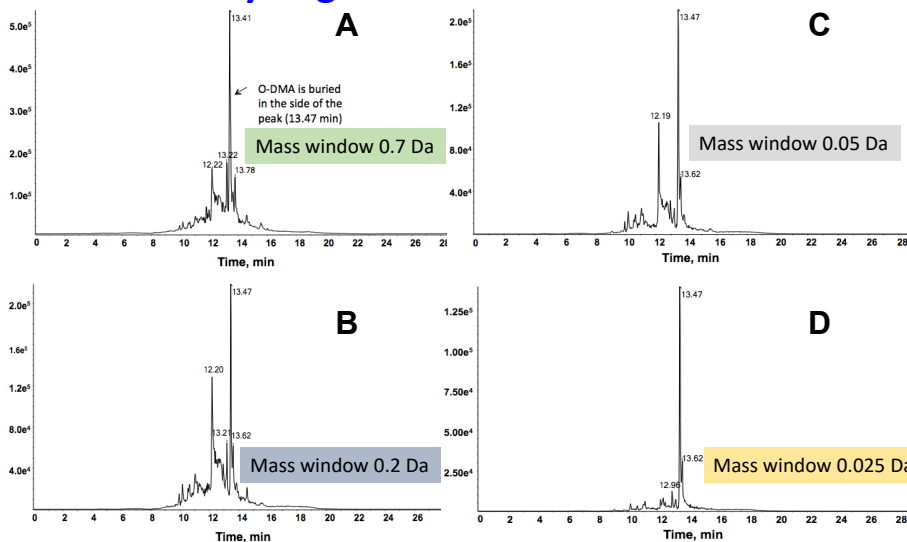 A
5.0e⁵
4.0e⁵
3.0e⁵
2.0e⁵
1.0e⁵
13.41
O-DMA is buried
in the side of the
peak (13.47 min)
Mass window 0.7 Da
13.22
12.22
13.78
0 2 4 6 8 10 12 14 16 18 20 22 24 26 28
Time, min
C
2.0e⁵
1.6e⁵
1.2e⁵
8.0e⁴
4.0e⁴
13.47
12.19
Mass window 0.05 Da
13.62
0 2 4 6 8 10 12 14 16 18 20 22 24 26 28
Time, min
B
2.0e⁵
1.6e⁵
1.2e⁵
8.0e⁴
4.0e⁴
13.47
12.20
13.21
13.62
Mass window 0.2 Da
0 2 4 6 8 10 12 14 16 18 20 22 24 26
Time, min
D
1.25e⁵
1.00e⁵
7.50e⁴
5.00e⁴
2.50e⁴
13.47
13.62
Mass window 0.025 Da
12.96
0 2 4 6 8 10 12 14 16 18 20 22 24 26 28
Time, min